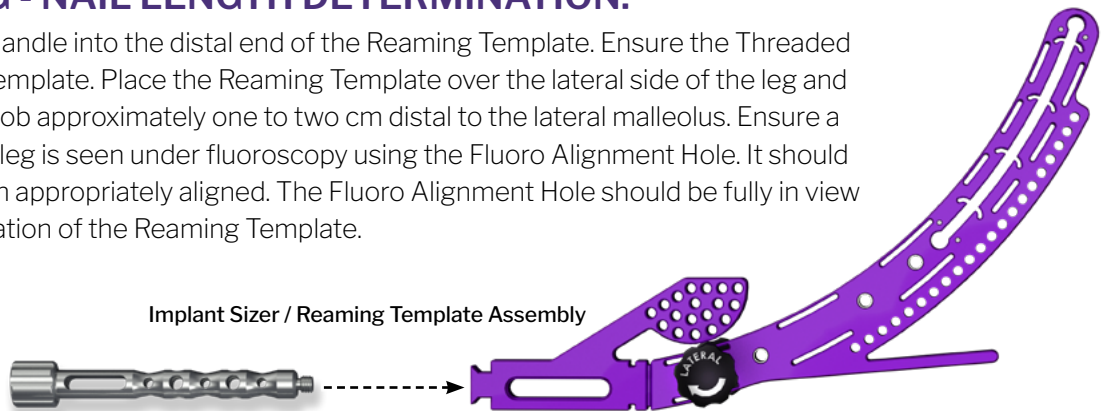 NAIL LENGTH DETERMINATION:
andle into the distal end of the Reaming Template. Ensure the Threaded
emplate. Place the Reaming Template over the lateral side of the leg and
ob approximately one to two cm distal to the lateral malleolus. Ensure a
leg is seen under fluoroscopy using the Fluoro Alignment Hole. It should
n appropriately aligned. The Fluoro Alignment Hole should be fully in view
ation of the Reaming Template.
Implant Sizer / Reaming Template Assembly
LATERAL